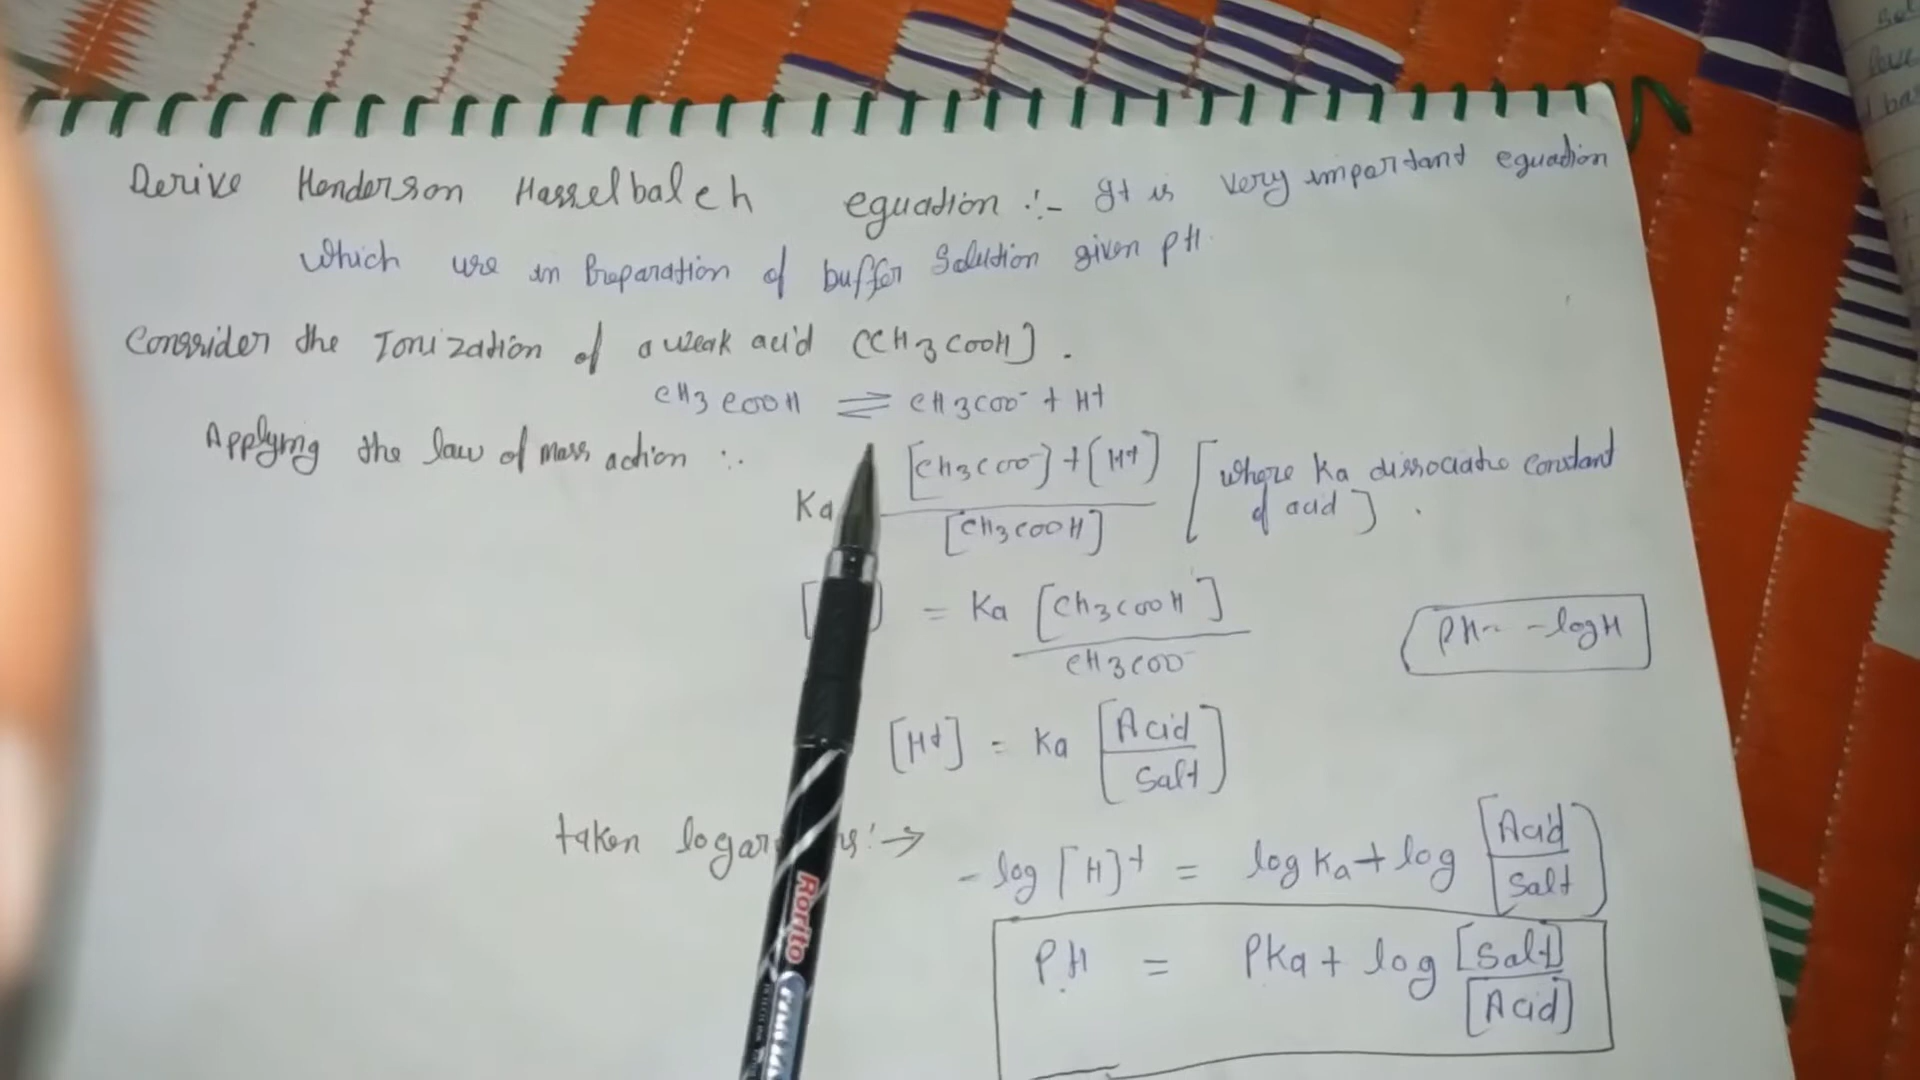 Derive Henderson Hasselbalch equation :- It is very important equation
which use in Preparation of buffer Solution given PH.
Conssider the Ionization of a weak acid (CH3COOH].
CH3COOH ⇌ CH3COO- + H+
Applying the law of mass action :.
Ka [CH3COO-] + [H+] / [CH3COOH] [where Ka dissociatio constant
of acid].
= Ka [CH3COOH] / CH3COO-
PH = -logH
[H+] = Ka [Acid / Salt]
taken :→
-log [H]+ = log Ka + log [Acid / Salt]
PH = PKa + log [Salt] / [Acid]
Rorito